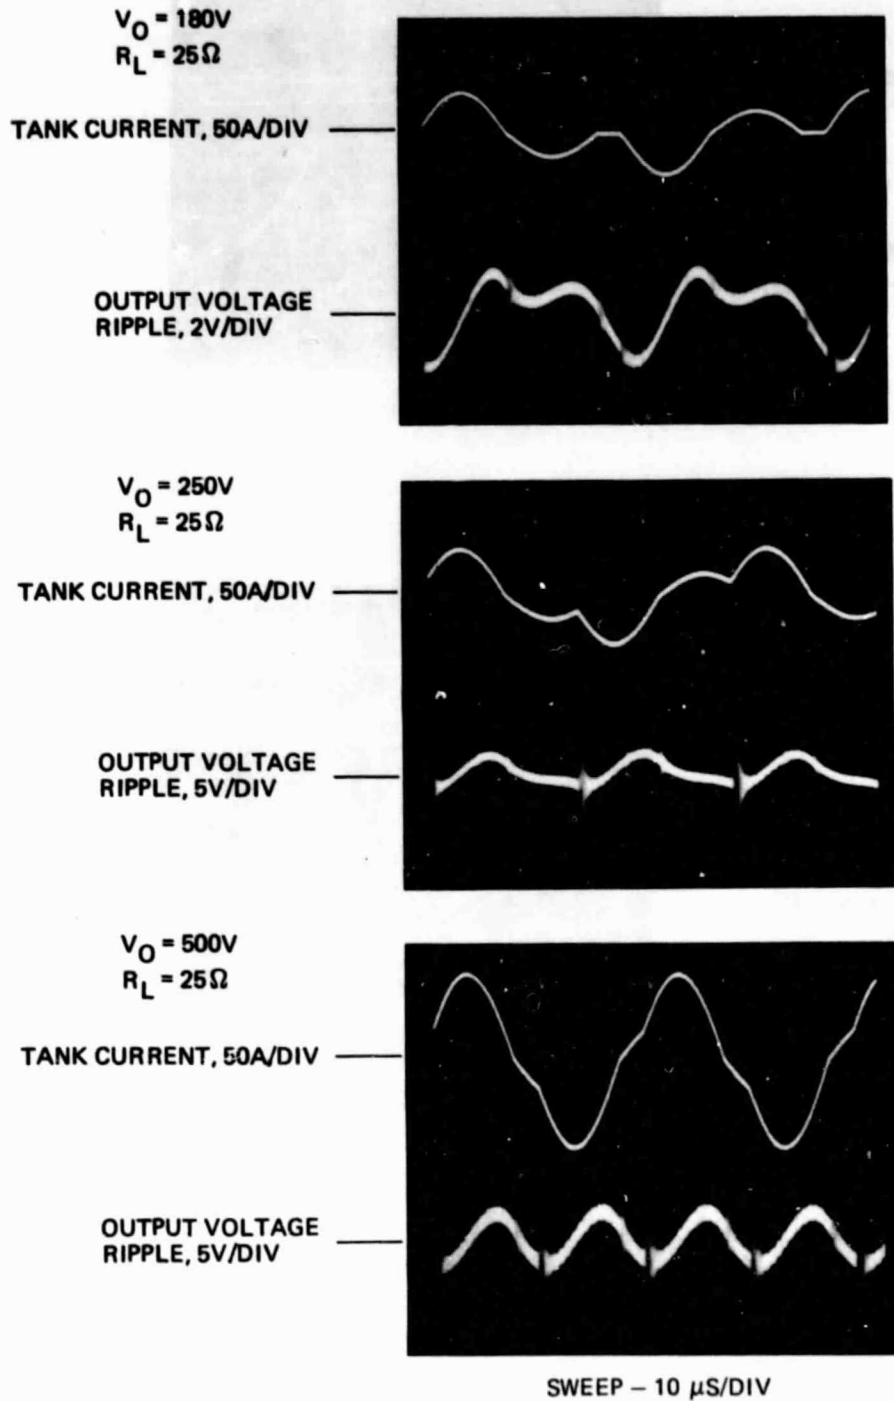 V_O = 180V
R_L = 25Ω
TANK CURRENT, 50A/DIV
OUTPUT VOLTAGE
RIPPLE, 2V/DIV
V_O = 250V
R_L = 25Ω
TANK CURRENT, 50A/DIV
OUTPUT VOLTAGE
RIPPLE, 5V/DIV
V_O = 500V
R_L = 25Ω
TANK CURRENT, 50A/DIV
OUTPUT VOLTAGE
RIPPLE, 5V/DIV
SWEEP – 10 μS/DIV